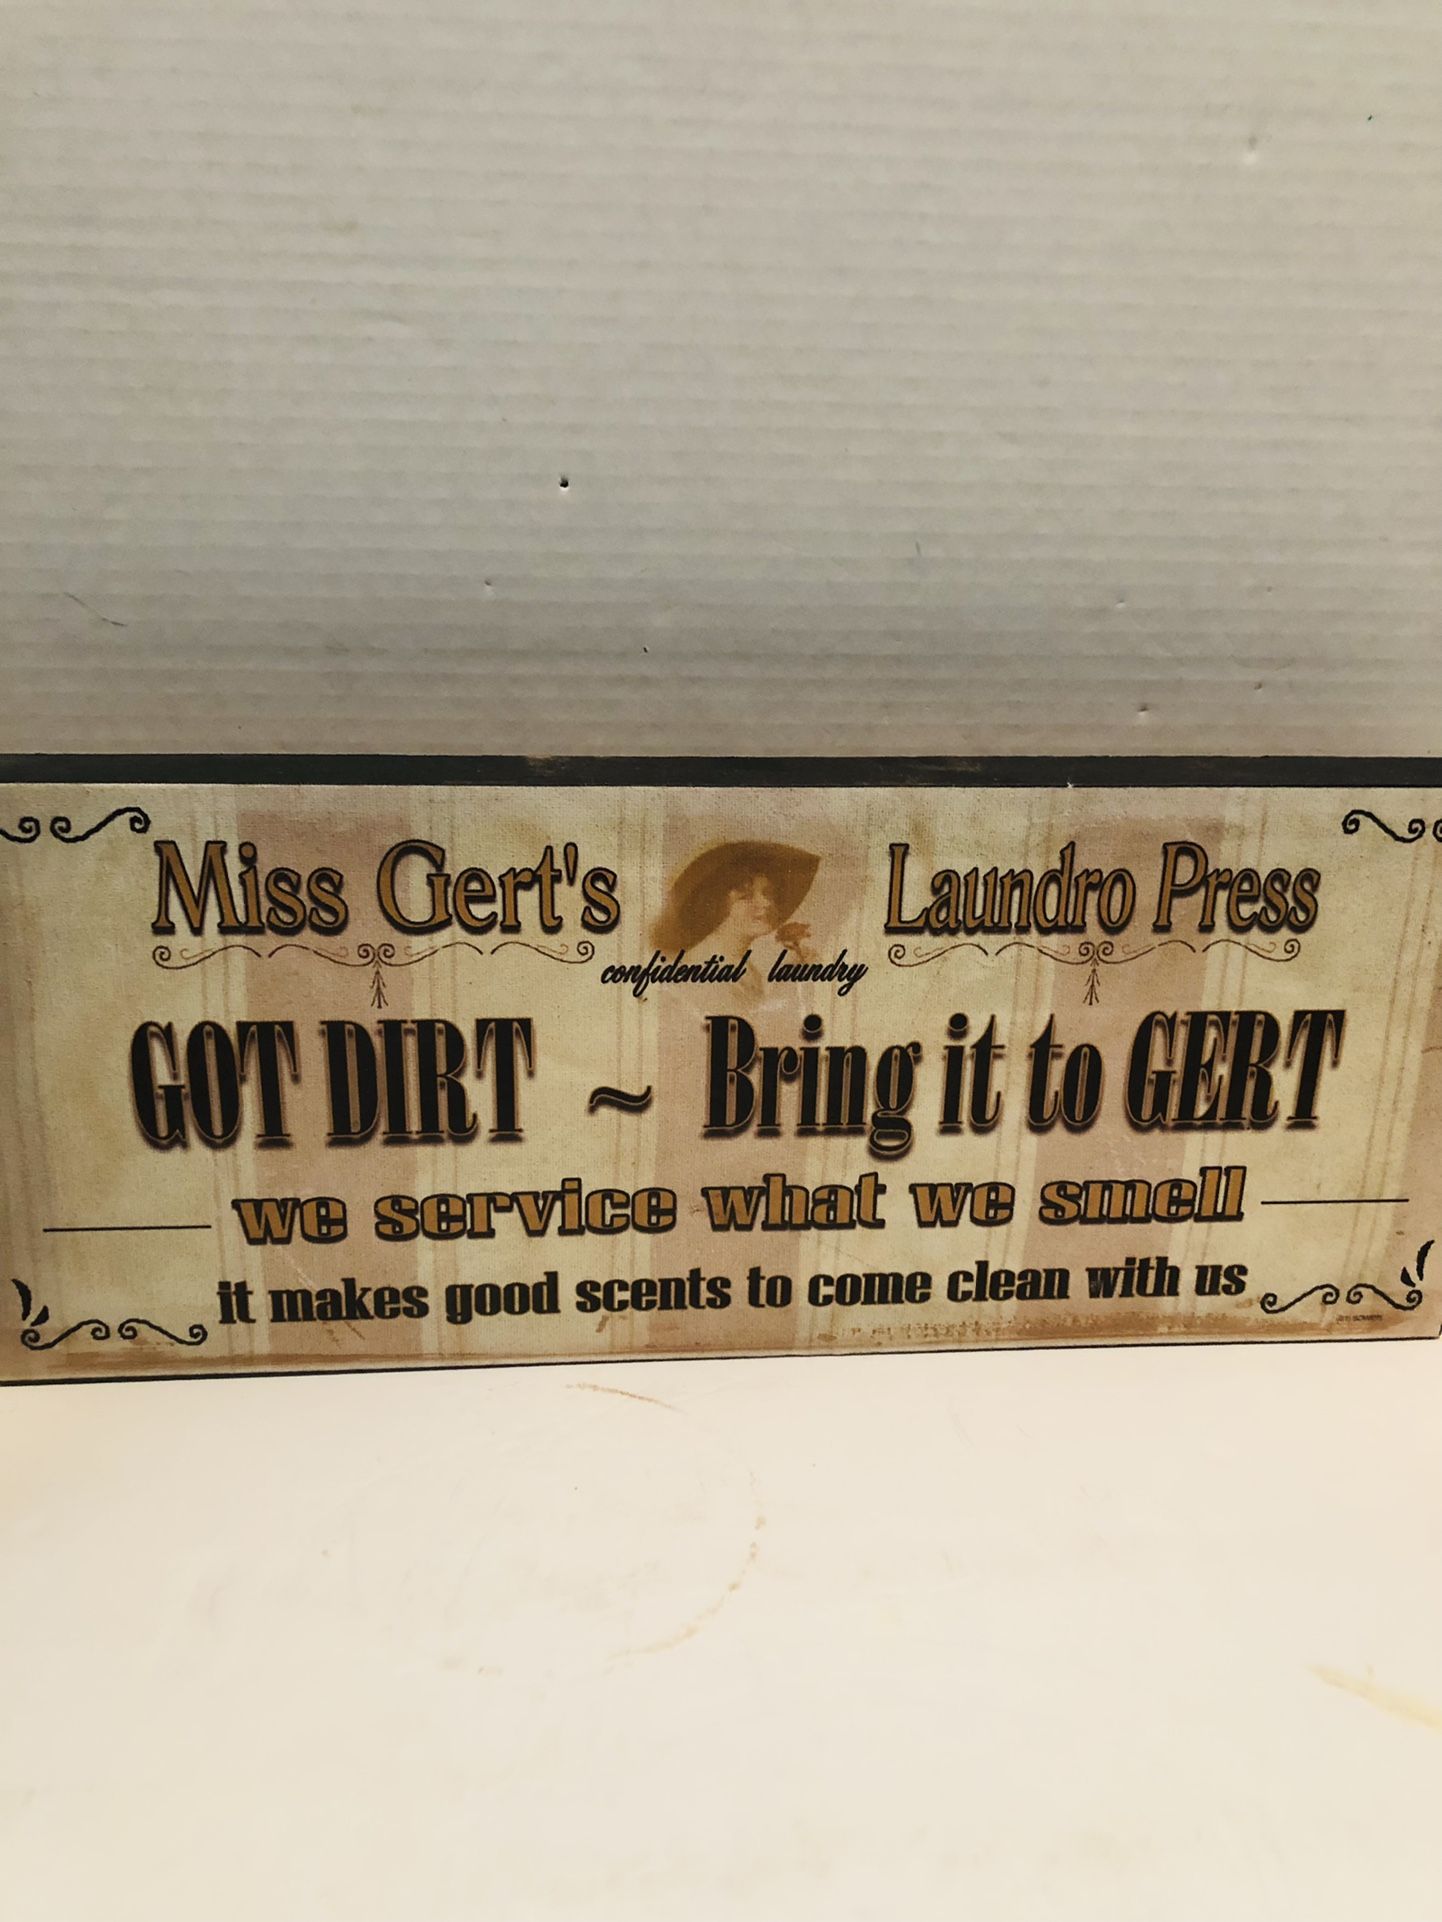 Miss Gert's Laundro Press
confidential laundry
GOT DIRT ~ Bring it to GERT
we service what we smell
it makes good scents to come clean with us